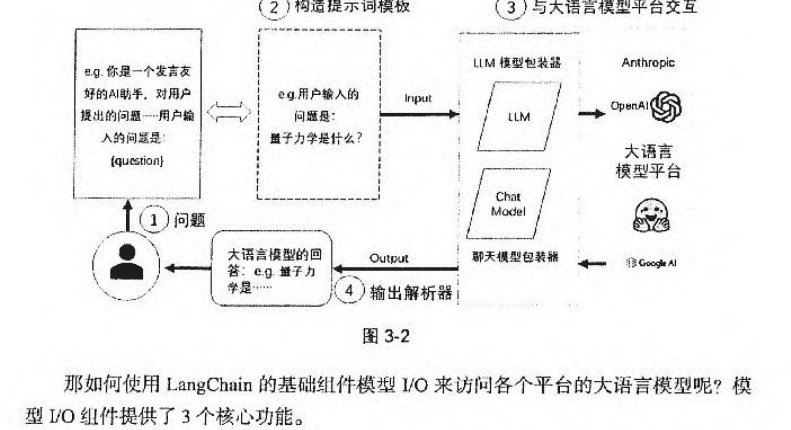 ② 构造提示词模板
③ 与大语言模型平台交互
e.g. 你是一个发言友
好的AI助手，对用户
提出的问题……用户输
入的问题是：
{question}
e.g.用户输入的
问题是：
量子力学是什么？
Input
LLM 模型包装器
LLM
Chat
Model
聊天模型包装器
Anthropic
OpenAI
大语言
模型平台
Google AI
① 问题
大语言模型的回
答：e.g. 量子力
学是……
Output
④ 输出解析器
图 3-2
那如何使用 LangChain 的基础组件模型 I/O 来访问各个平台的大语言模型呢？模
型 I/O 组件提供了 3 个核心功能。